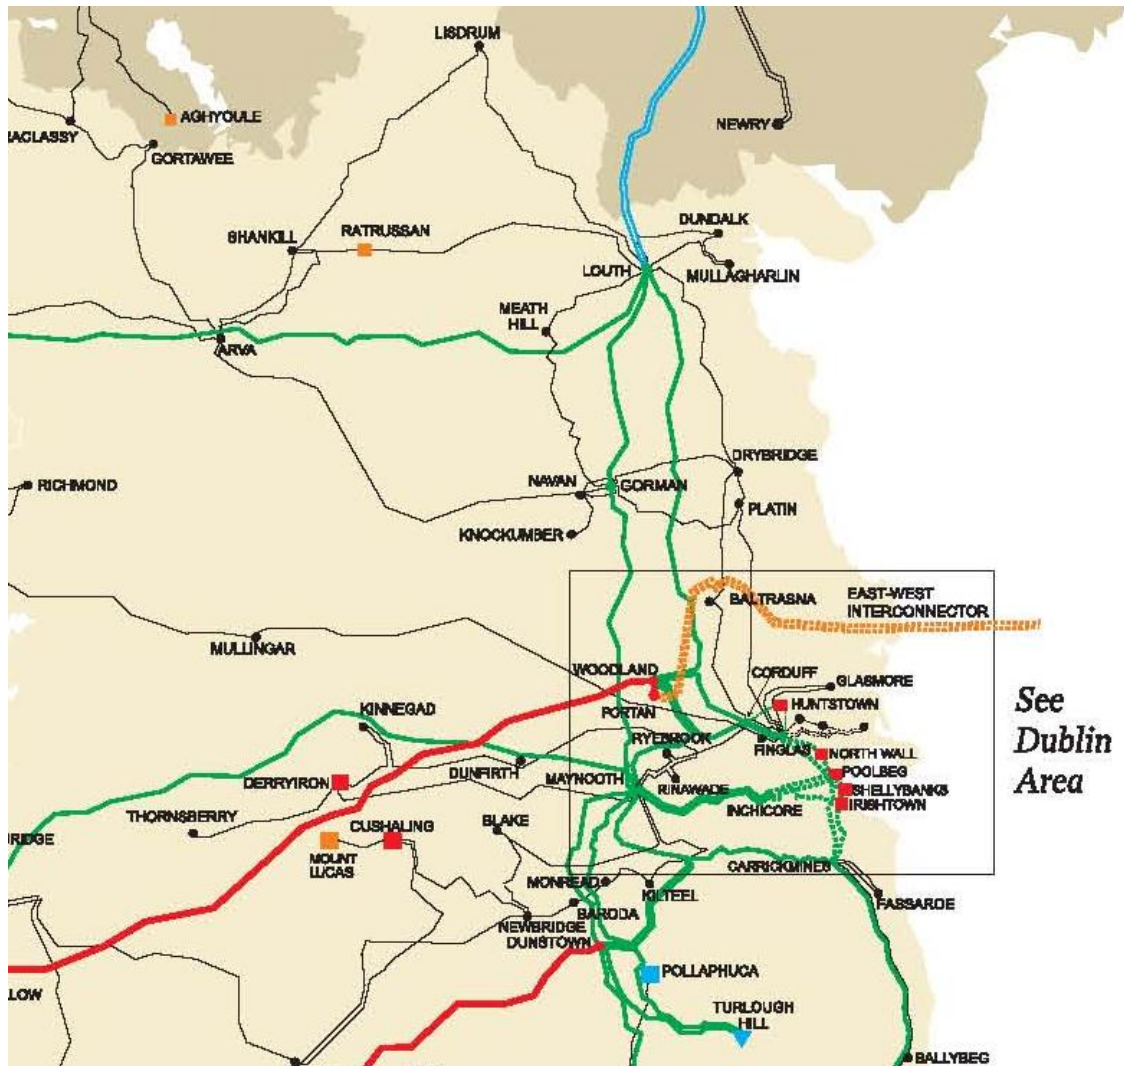 LISDRUM
AGHYOULE
NEWRY
GORTAWEE
DUNDALK
SHANKILL
RATRUSSAN
LOUTH
MULLAGHARLIN
MEATH
HILL
ARVA
DRYBRIDGE
RICHMOND
NAVAN
GORMAN
PLATIN
KNOCKUMBER
BALTRASNA
EAST-WEST
INTERCONNECTOR
MULLINGAR
WOODLAND
CORDUFF
GLASMORE
PORTAN
HUNTSTOWN
KINNEGAD
RYEBROOK
FINGLAS
NORTH WALL
See
Dublin
Area
DUNFIRTH
MAYNOOTH
POOLBEG
DERRYIRON
RINAWADE
SHELLYBANKS
INCHICORE
IRISHTOWN
THORNSBERRY
CUSHALING
BLAKE
MOUNT
LUCAS
CARRICKMINES
MONREAD
KILTEEL
FASSAROE
BARODA
NEWBRIDGE
DUNSTOWN
POLLAPHUCA
TURLOUGH
HILL
BALLYBEG